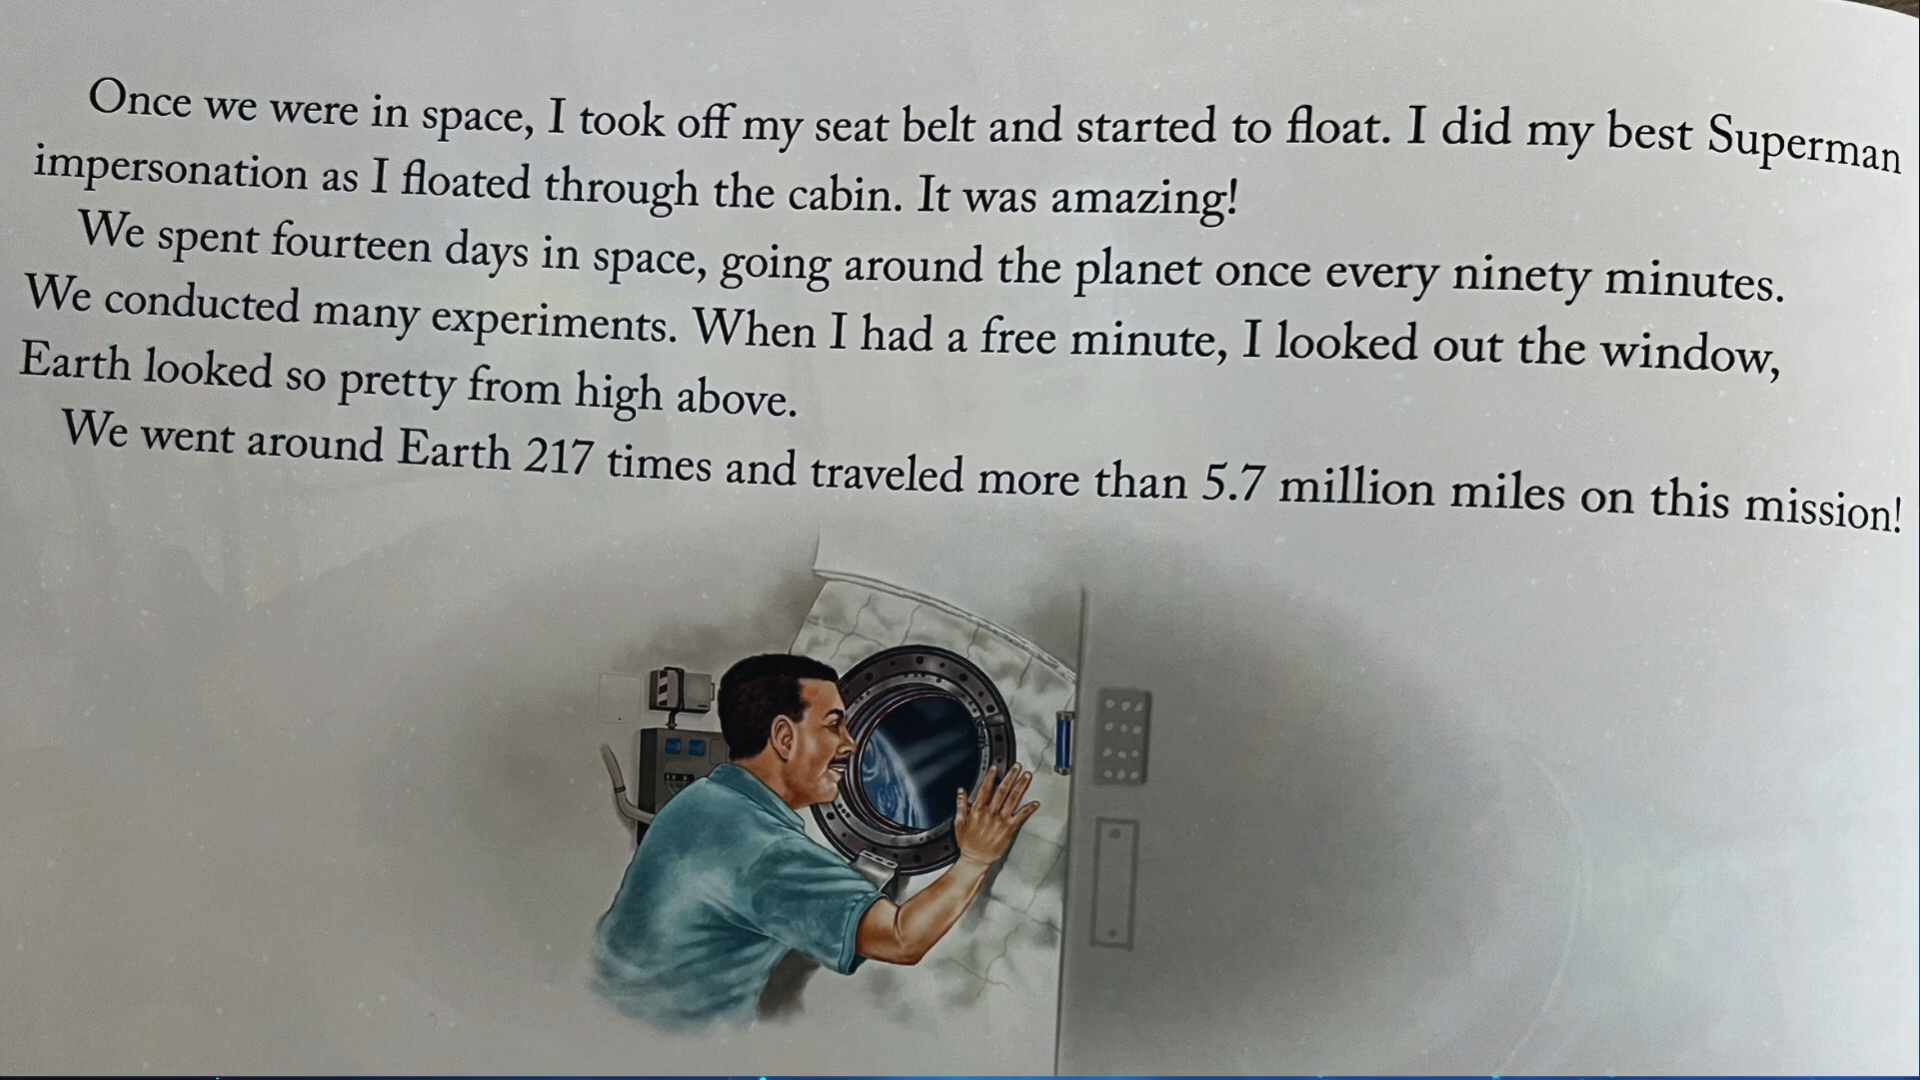 Once we were in space, I took off my seat belt and started to float. I did my best Superman
impersonation as I floated through the cabin. It was amazing!
We spent fourteen days in space, going around the planet once every ninety minutes.
We conducted many experiments. When I had a free minute, I looked out the window,
Earth looked so pretty from high above.
We went around Earth 217 times and traveled more than 5.7 million miles on this mission!